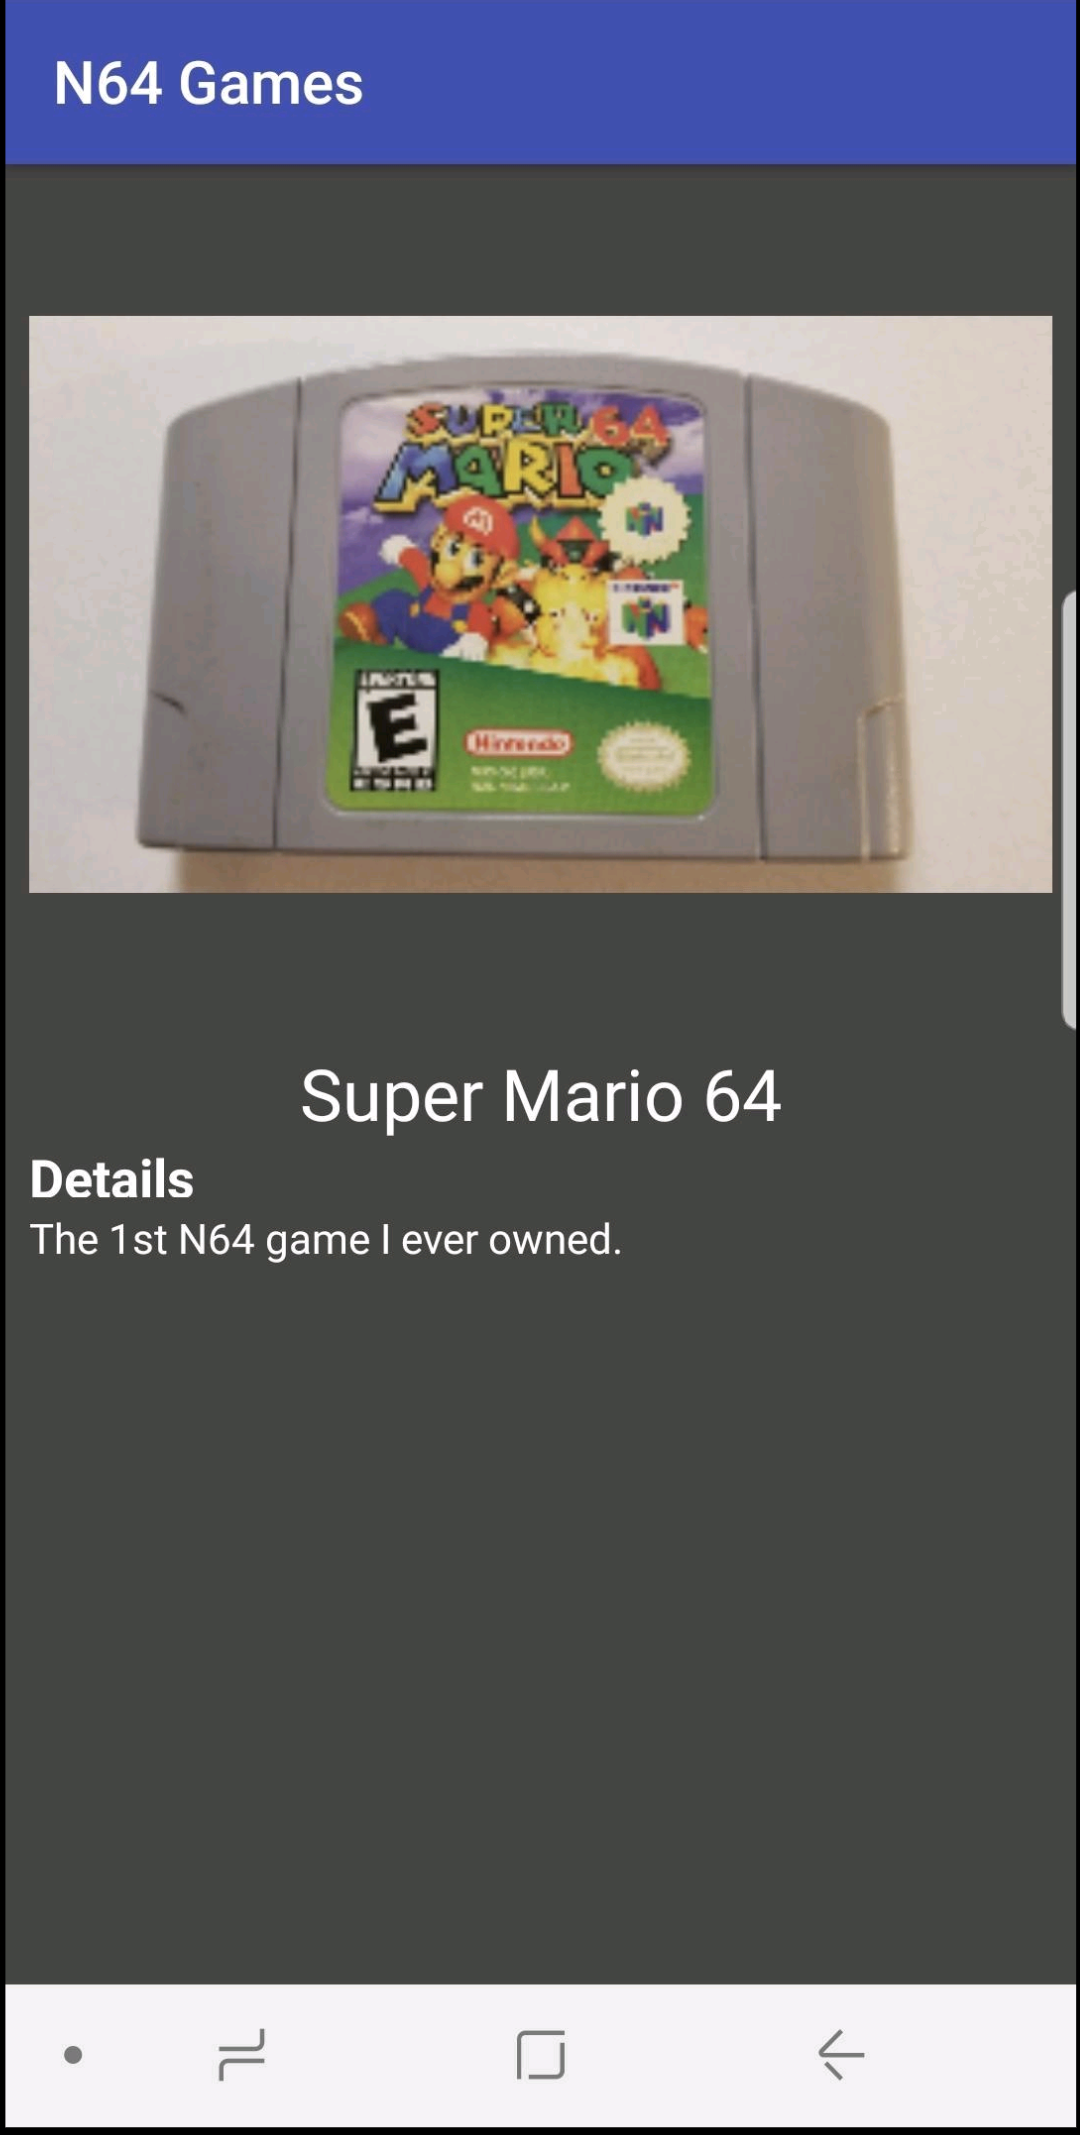 N64 Games
SUPER 64
MARIO
E
Nintendo
Super Mario 64
Details
The 1st N64 game I ever owned.